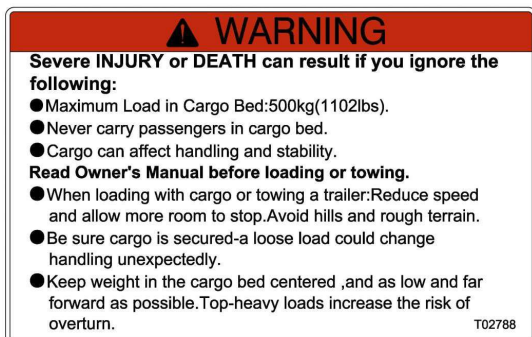 WARNING
Severe INJURY or DEATH can result if you ignore the
following:
●Maximum Load in Cargo Bed:500kg(1102lbs).
●Never carry passengers in cargo bed.
●Cargo can affect handling and stability.
Read Owner's Manual before loading or towing.
●When loading with cargo or towing a trailer:Reduce speed
and allow more room to stop.Avoid hills and rough terrain.
●Be sure cargo is secured-a loose load could change
handling unexpectedly.
●Keep weight in the cargo bed centered ,and as low and far
forward as possible.Top-heavy loads increase the risk of
overturn.
T02788